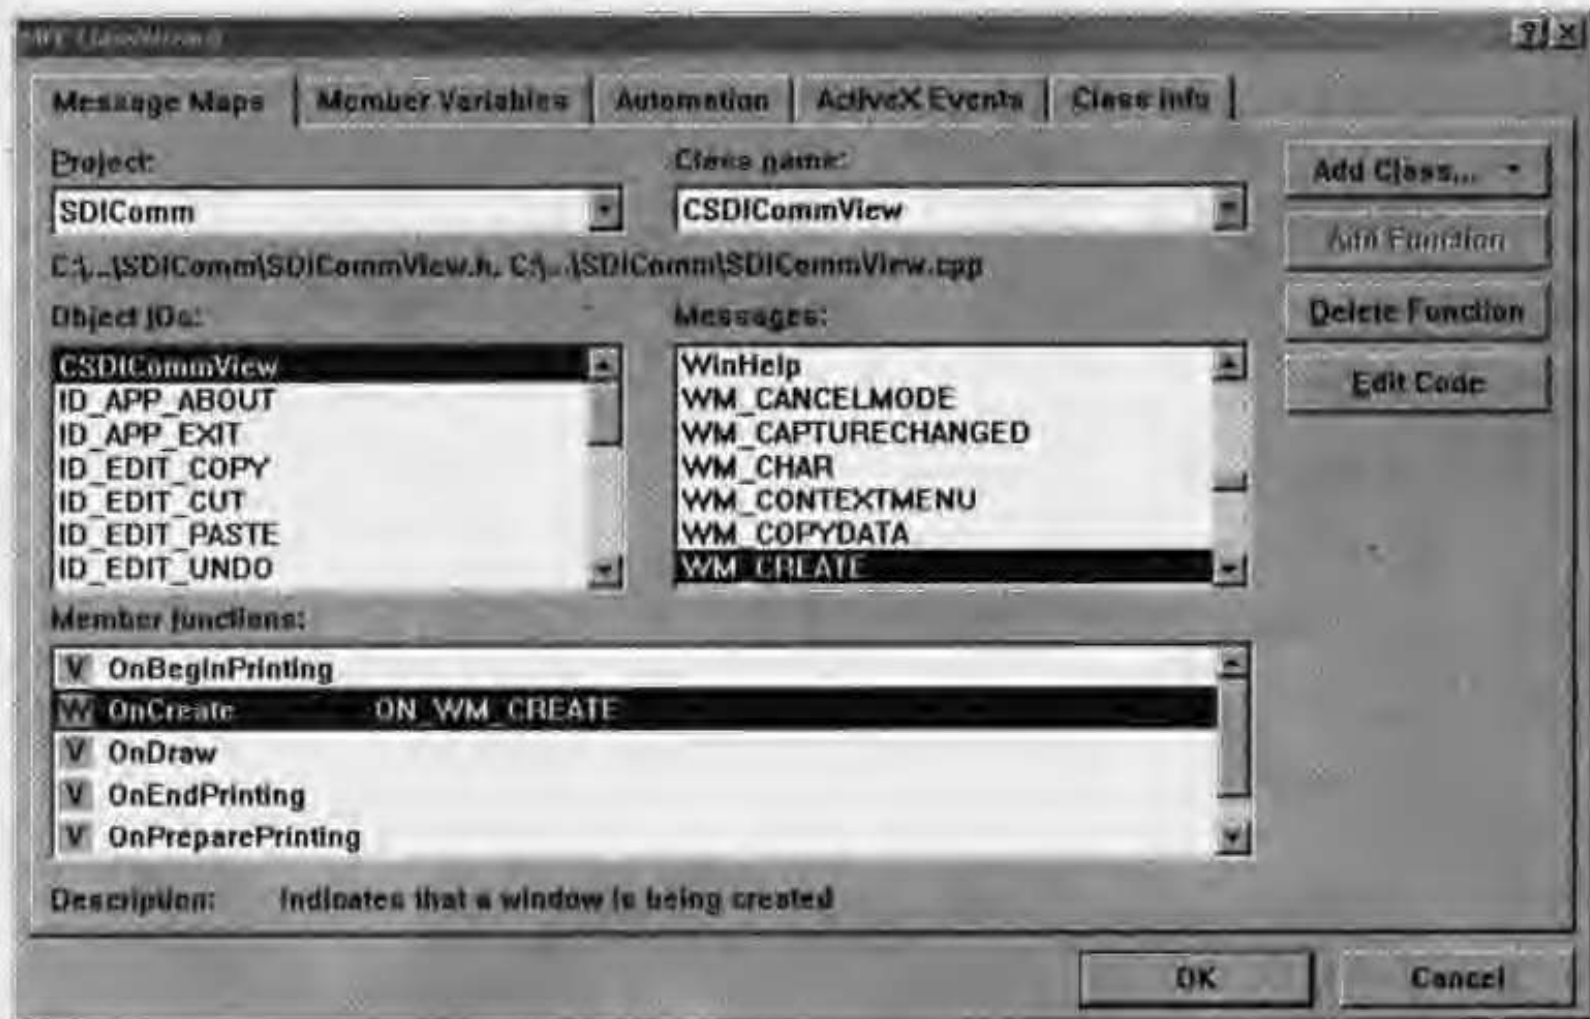 MFC ClassWizard
Message Maps Member Variables Automation ActiveX Events Class Info
Project: Class name:
Add Class...
SDIComm CSDICommView
Add Function
C:\...\SDIComm\SDICommView.h, C:\...\SDIComm\SDICommView.cpp
Object IDs: Messages:
Delete Function
CSDICommView WinHelp
Edit Code
ID_APP_ABOUT WM_CANCELMODE
ID_APP_EXIT WM_CAPTURECHANGED
ID_EDIT_COPY WM_CHAR
ID_EDIT_CUT WM_CONTEXTMENU
ID_EDIT_PASTE WM_COPYDATA
ID_EDIT_UNDO WM_CREATE
Member functions:
V OnBeginPrinting
W OnCreate ON_WM_CREATE
V OnDraw
V OnEndPrinting
V OnPreparePrinting
Description: Indicates that a window is being created
OK Cancel